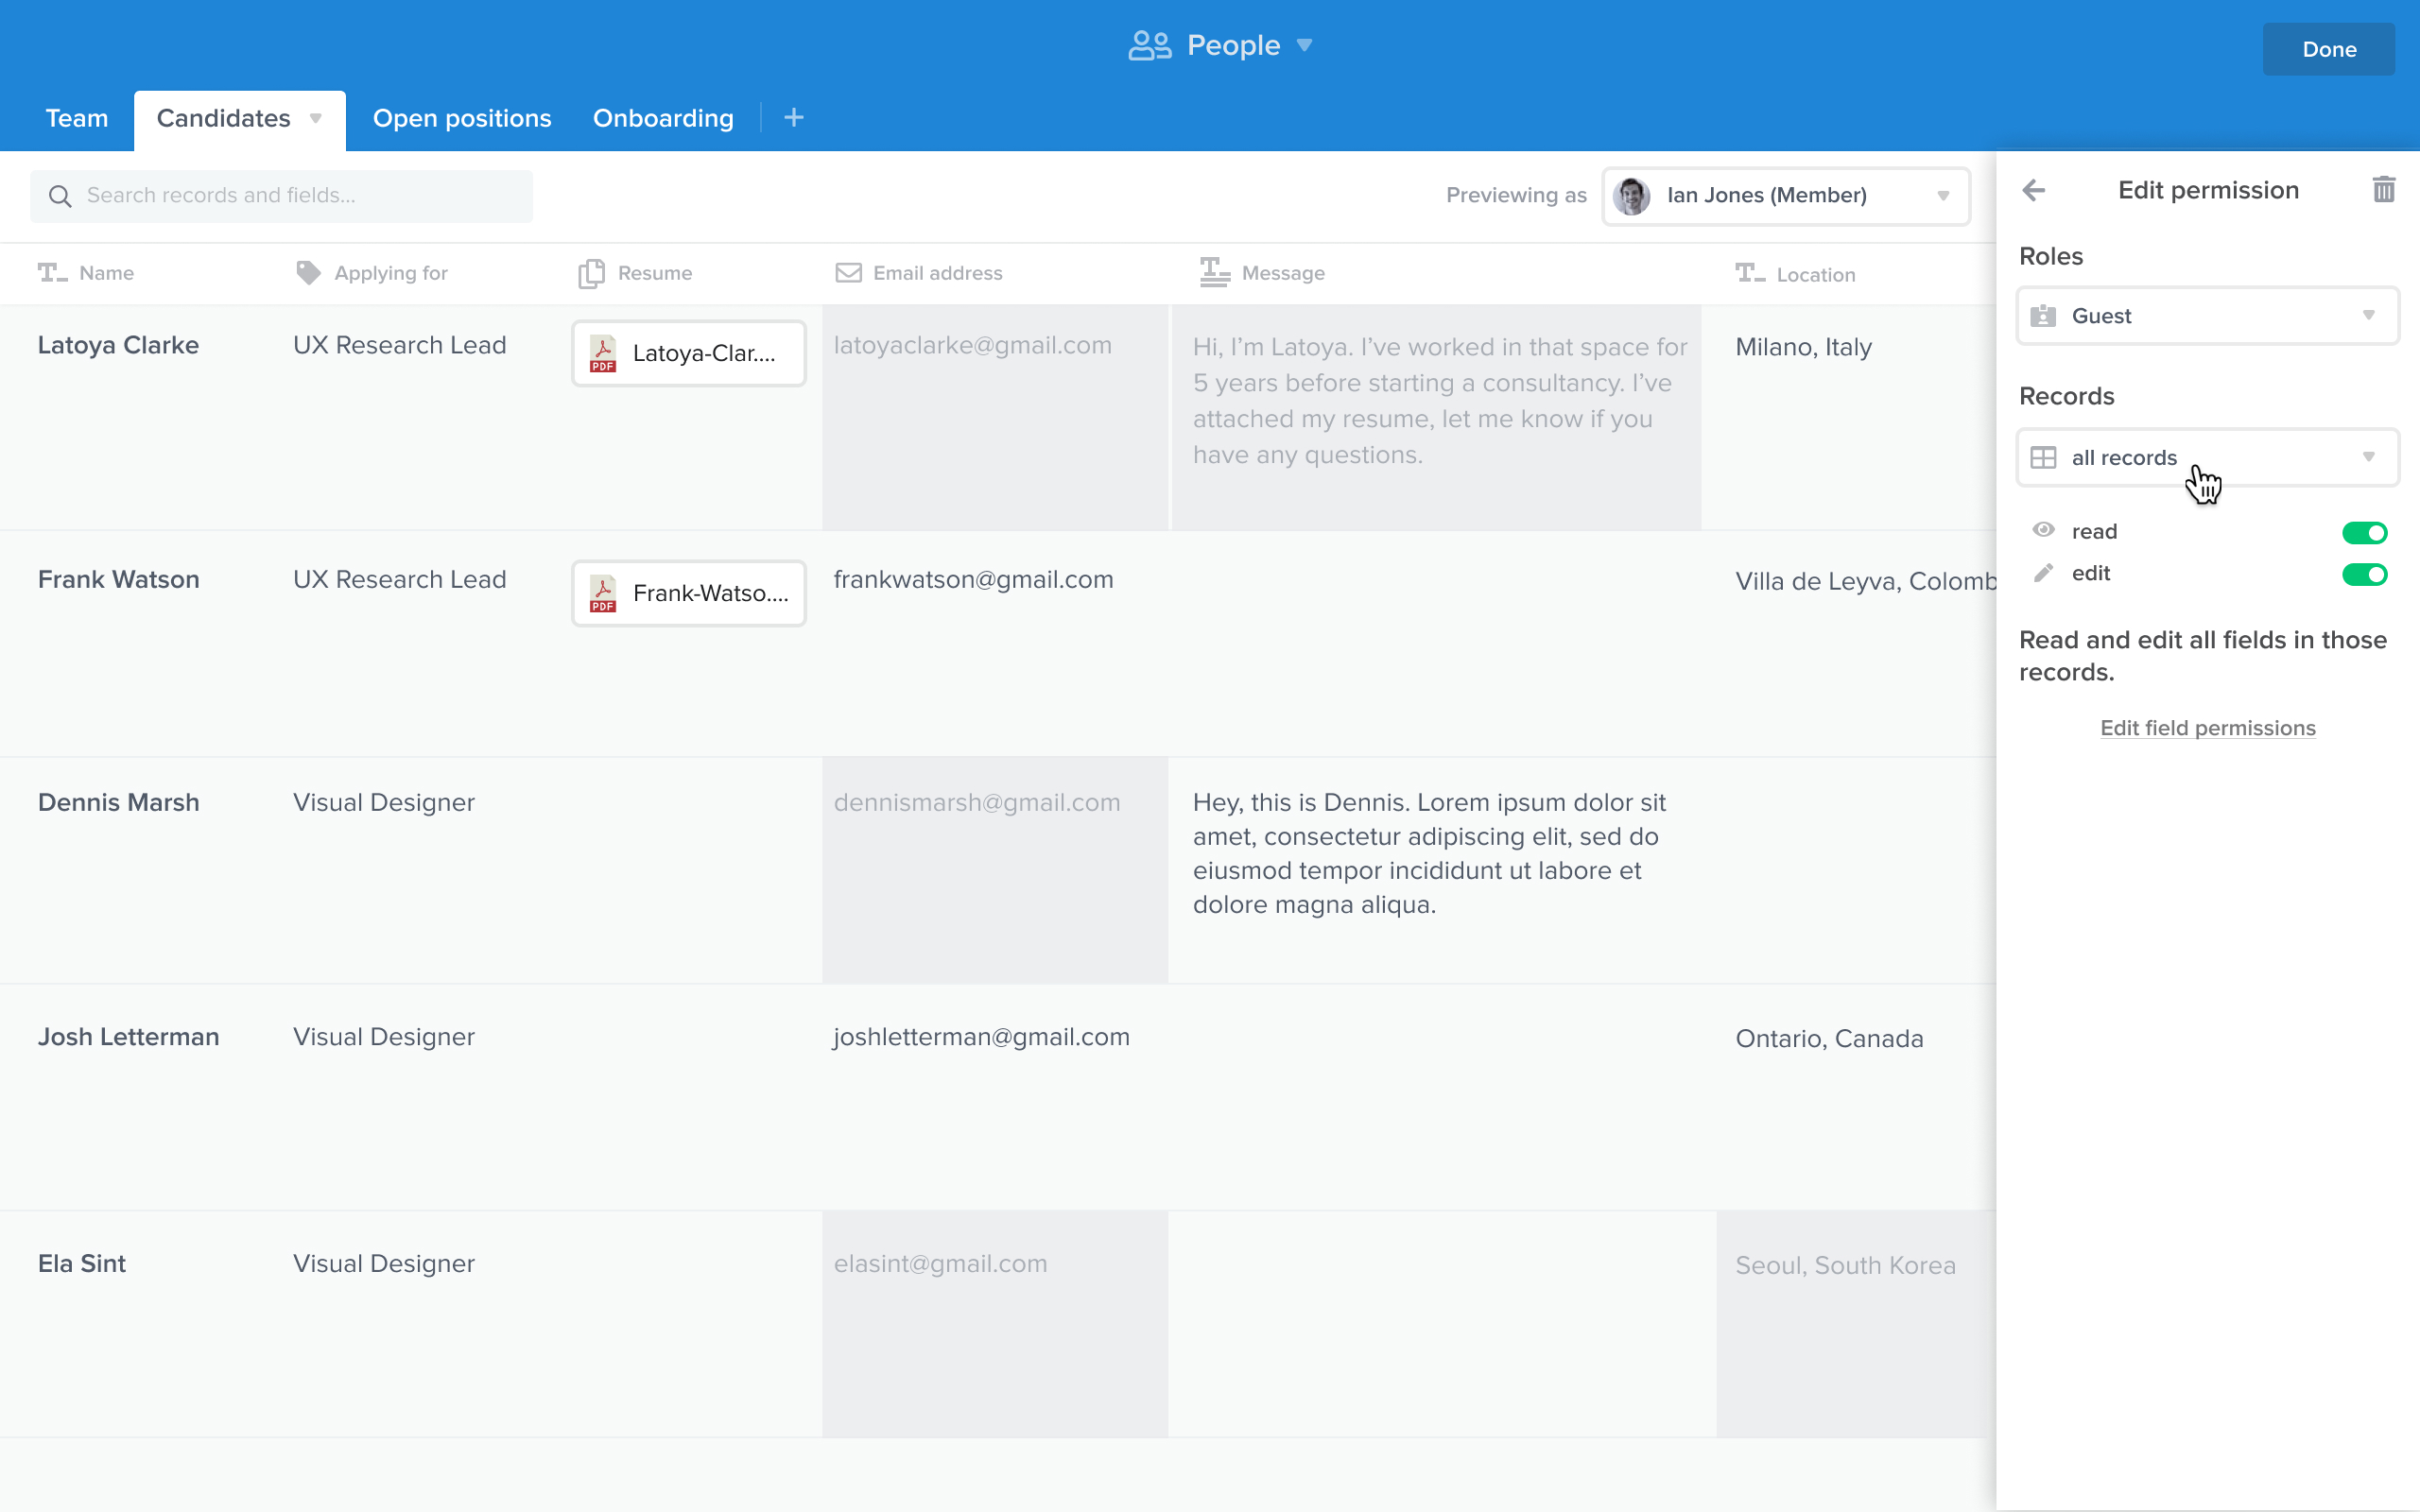 People
Done
Team
Candidates
Open positions
Onboarding
+
Search records and fields...
Previewing as
Ian Jones (Member)
Name
Applying for
Resume
Email address
Message
Location
Latoya Clarke
UX Research Lead
PDF
Latoya-Clar....
latoyaclarke@gmail.com
Hi, I’m Latoya. I’ve worked in that space for
5 years before starting a consultancy. I’ve
attached my resume, let me know if you
have any questions.
Milano, Italy
Frank Watson
UX Research Lead
PDF
Frank-Watso....
frankwatson@gmail.com
Villa de Leyva, Colomb
Dennis Marsh
Visual Designer
dennismarsh@gmail.com
Hey, this is Dennis. Lorem ipsum dolor sit
amet, consectetur adipiscing elit, sed do
eiusmod tempor incididunt ut labore et
dolore magna aliqua.
Josh Letterman
Visual Designer
joshletterman@gmail.com
Ontario, Canada
Ela Sint
Visual Designer
elasint@gmail.com
Seoul, South Korea
Edit permission
Roles
Guest
Records
all records
read
edit
Read and edit all fields in those
records.
Edit field permissions